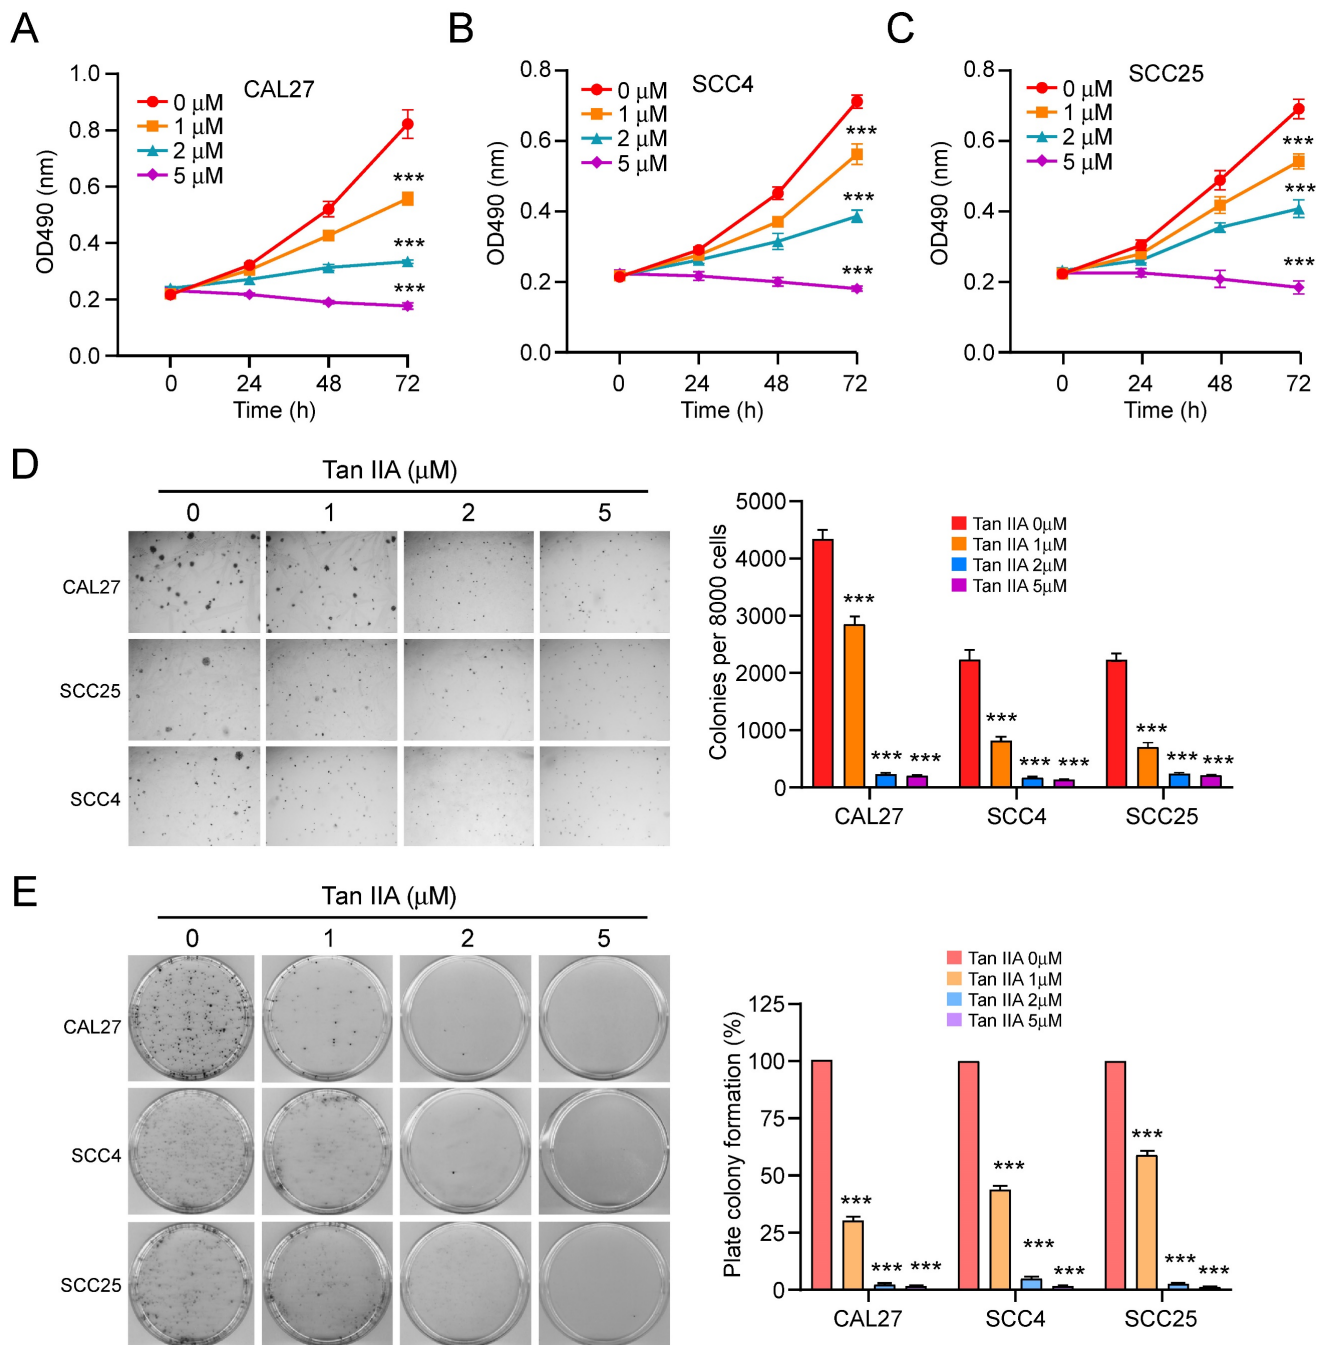 A
CAL27
0 μM
1 μM
2 μM
5 μM
OD490 (nm)
1.0
0.8
0.6
0.4
0.2
0.0
***
***
***
0 24 48 72
Time (h)
B
SCC4
0 μM
1 μM
2 μM
5 μM
OD490 (nm)
0.8
0.6
0.4
0.2
0.0
***
***
***
0 24 48 72
Time (h)
C
SCC25
0 μM
1 μM
2 μM
5 μM
OD490 (nm)
0.8
0.6
0.4
0.2
0.0
***
***
***
0 24 48 72
Time (h)
D
Tan IIA (μM)
0 1 2 5
CAL27
SCC25
SCC4
Colonies per 8000 cells
5000
4000
3000
2000
1000
0
Tan IIA 0μM
Tan IIA 1μM
Tan IIA 2μM
Tan IIA 5μM
*** *** ***
*** *** ***
*** *** ***
CAL27 SCC4 SCC25
E
Tan IIA (μM)
0 1 2 5
CAL27
SCC4
SCC25
Plate colony formation (%)
125
100
75
50
25
0
Tan IIA 0μM
Tan IIA 1μM
Tan IIA 2μM
Tan IIA 5μM
*** *** ***
*** *** ***
*** *** ***
CAL27 SCC4 SCC25